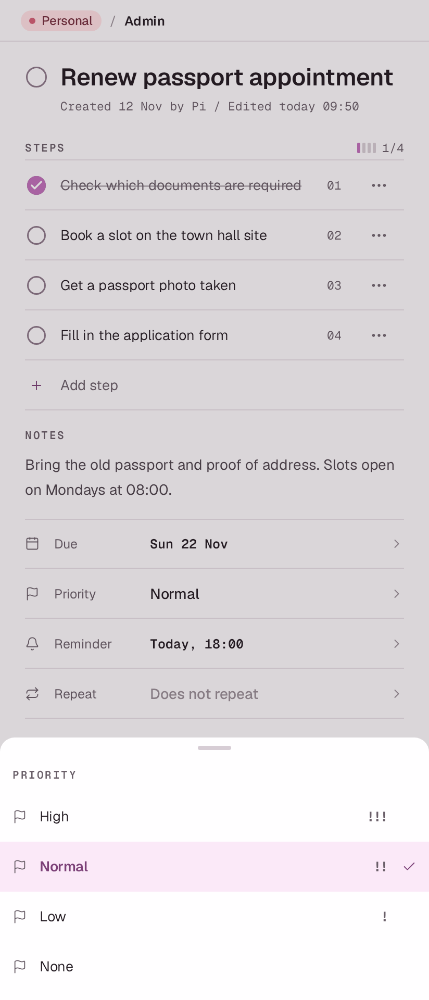 Personal / Admin
Renew passport appointment
Created 12 Nov by Pi / Edited today 09:50
STEPS 1/4
Check which documents are required 01
Book a slot on the town hall site 02
Get a passport photo taken 03
Fill in the application form 04
+ Add step
NOTES
Bring the old passport and proof of address. Slots open
on Mondays at 08:00.
Due Sun 22 Nov
Priority Normal
Reminder Today, 18:00
Repeat Does not repeat
PRIORITY
High !!!
Normal !!
Low !
None